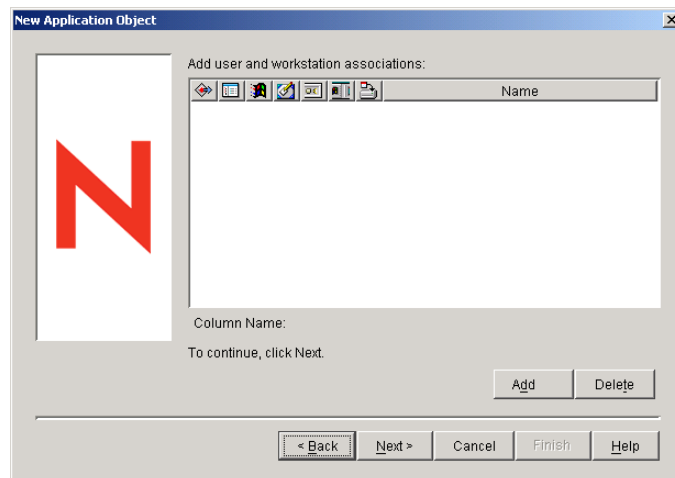 New Application Object
Add user and workstation associations:
Name
Column Name:
To continue, click Next.
Add
Delete
< Back
Next >
Cancel
Finish
Help